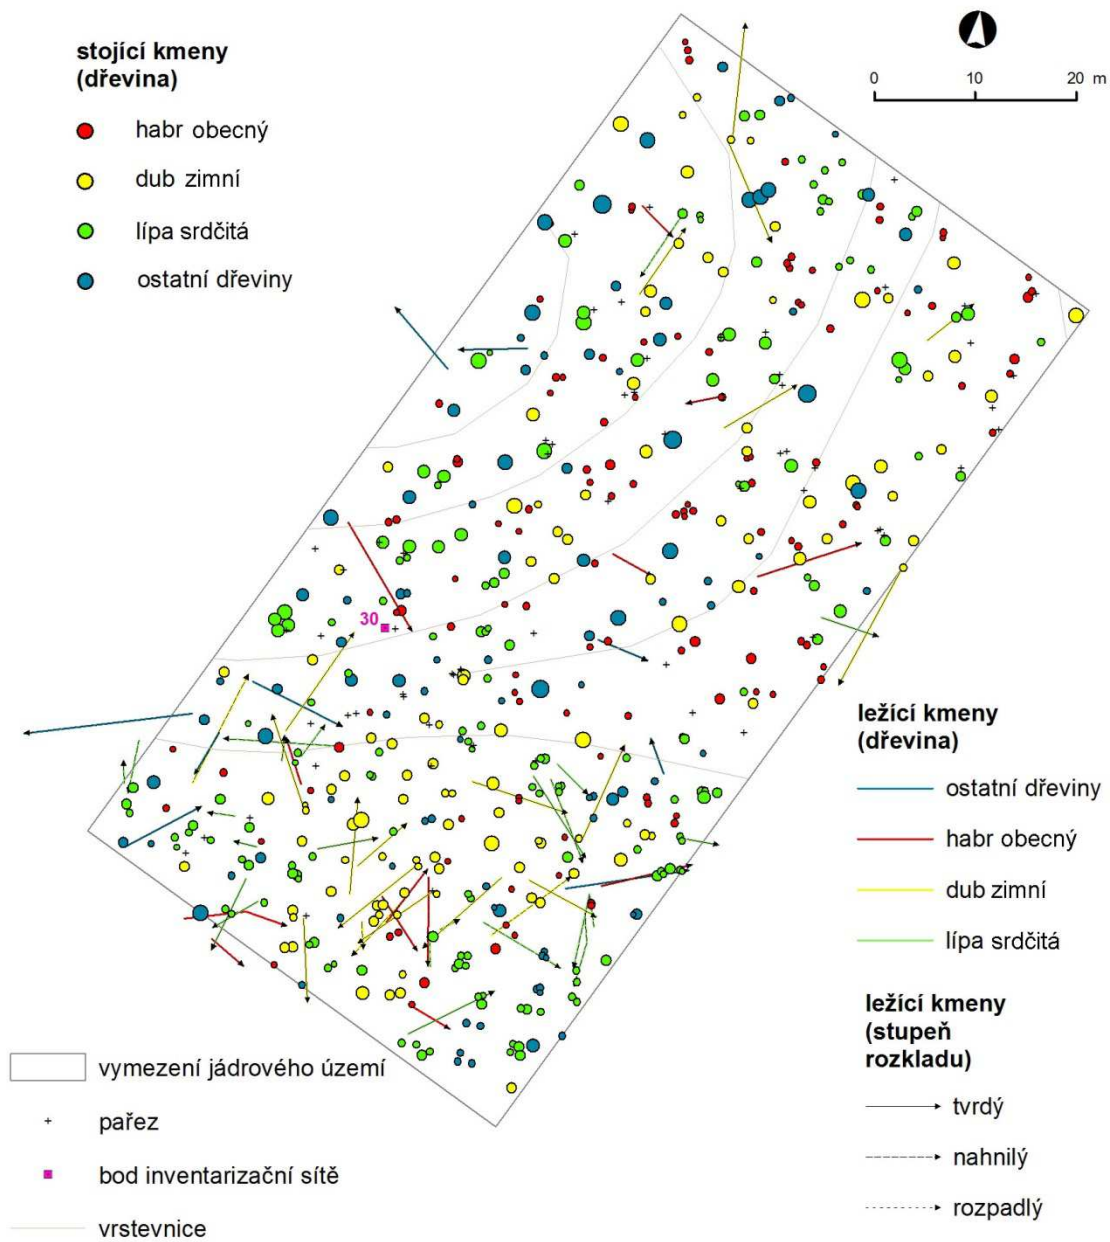 stojící kmeny
(dřevina)
habr obecný
dub zimní
lípa srdčitá
ostatní dřeviny
0 10 20 m
30
ležící kmeny
(dřevina)
ostatní dřeviny
habr obecný
dub zimní
lípa srdčitá
ležící kmeny
(stupeň
rozkladu)
tvrdý
nahnilý
rozpadlý
vymezení jádrového území
pařez
bod inventarizační sítě
vrstevnice